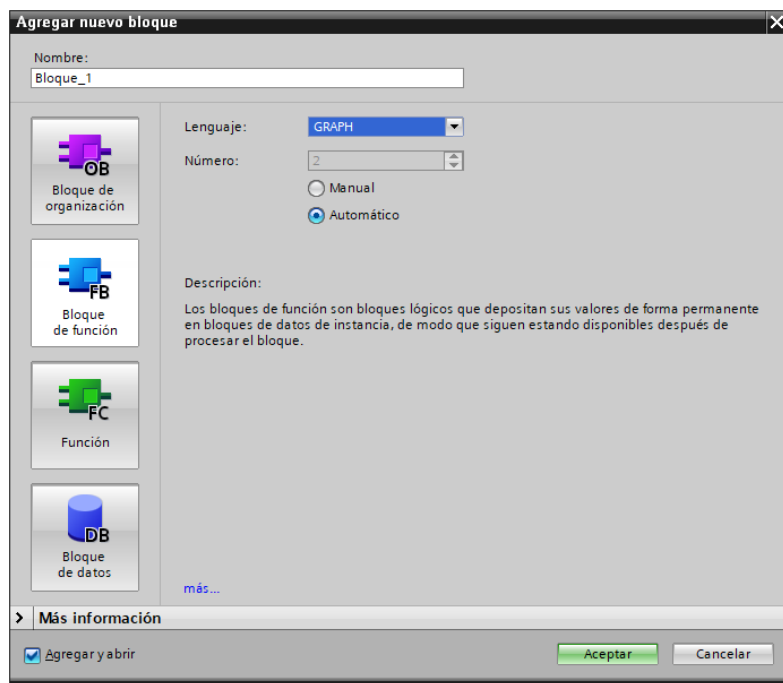 Agregar nuevo bloque
Nombre:
Bloque_1
OB
Bloque de
organización
FB
Bloque
de función
FC
Función
DB
Bloque
de datos
Lenguaje:
GRAPH
Número:
2
Manual
Automático
Descripción:
Los bloques de función son bloques lógicos que depositan sus valores de forma permanente
en bloques de datos de instancia, de modo que siguen estando disponibles después de
procesar el bloque.
más...
Más información
Agregar y abrir
Aceptar
Cancelar